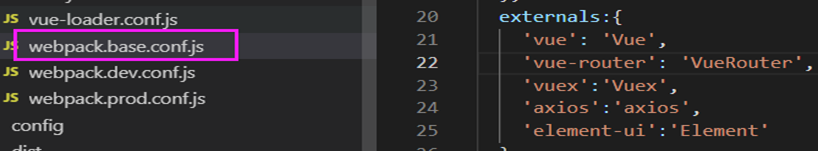 JS vue-loader.conf.js
JS webpack.base.conf.js
JS webpack.dev.conf.js
JS webpack.prod.conf.js
config
20 externals:{
21 'vue': 'Vue',
22 'vue-router': 'VueRouter',
23 'vuex':'Vuex',
24 'axios':'axios',
25 'element-ui':'Element'